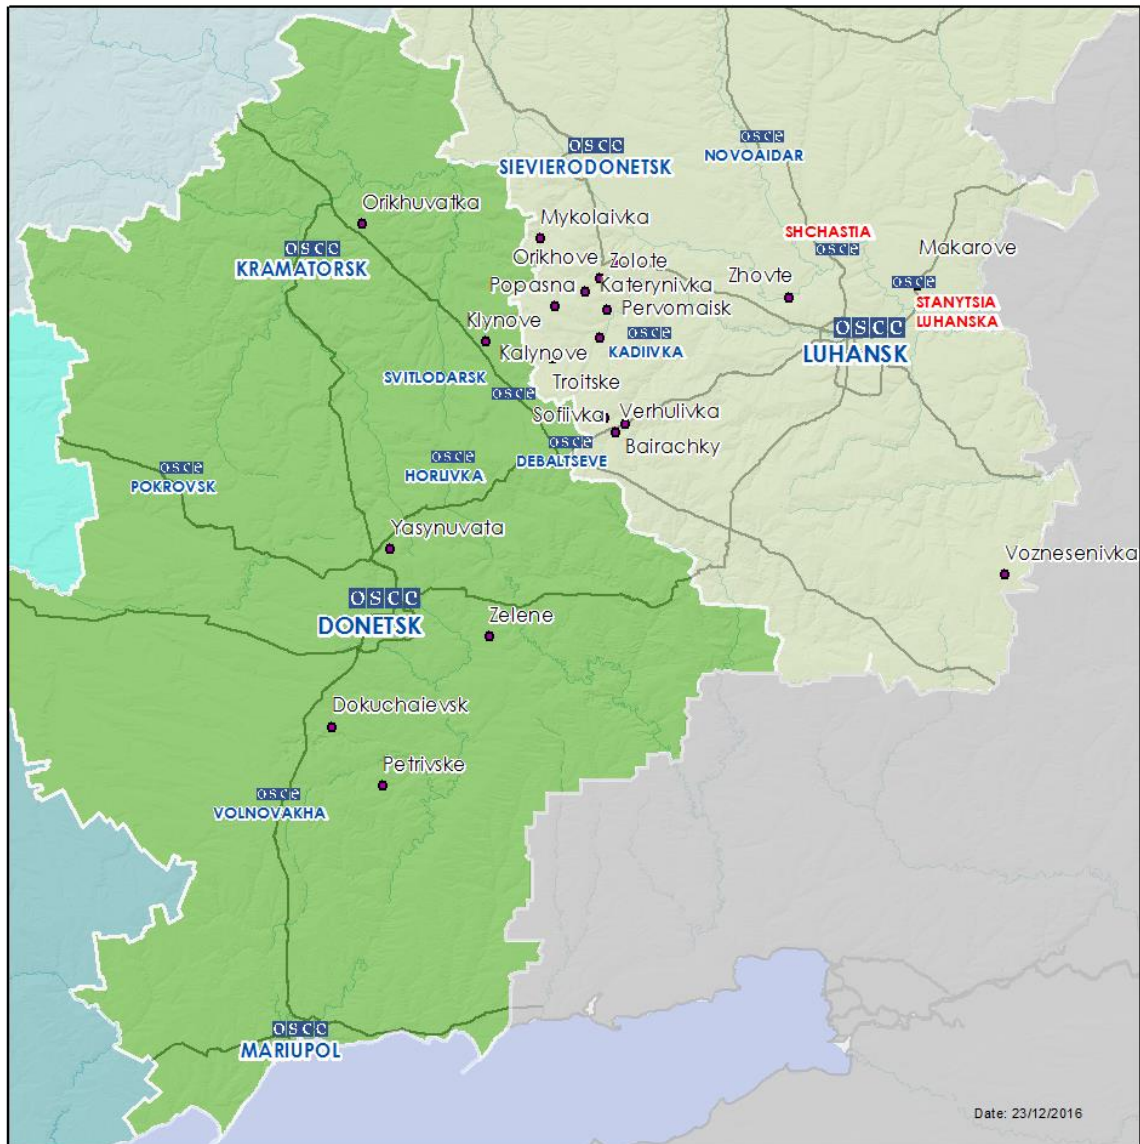 osce
SIEVIERODONETSK
osce
NOVOAIDAR
Orikhuvatka
Mykolaivka
SHCHASTIA
osce
Makarove
osce
KRAMATORSK
Orikhove
Zolote
Zhovte
osce
Popasna
Katerynivka
STANYTSIA
LUHANSKA
Pervomaisk
Klynove
osce
KADIIVKA
osce
LUHANSK
Kalynove
SVITLODARSK
osce
Troitske
Sofiivka
Verhulivka
osce
DEBALTSEVE
Bairachky
osce
HORLIVKA
osce
POKROVSK
Yasynuvata
Voznesenivka
osce
DONETSK
Zelene
Dokuchaievsk
Petrivske
osce
VOLNOVAKHA
osce
MARIUPOL
Date: 23/12/2016